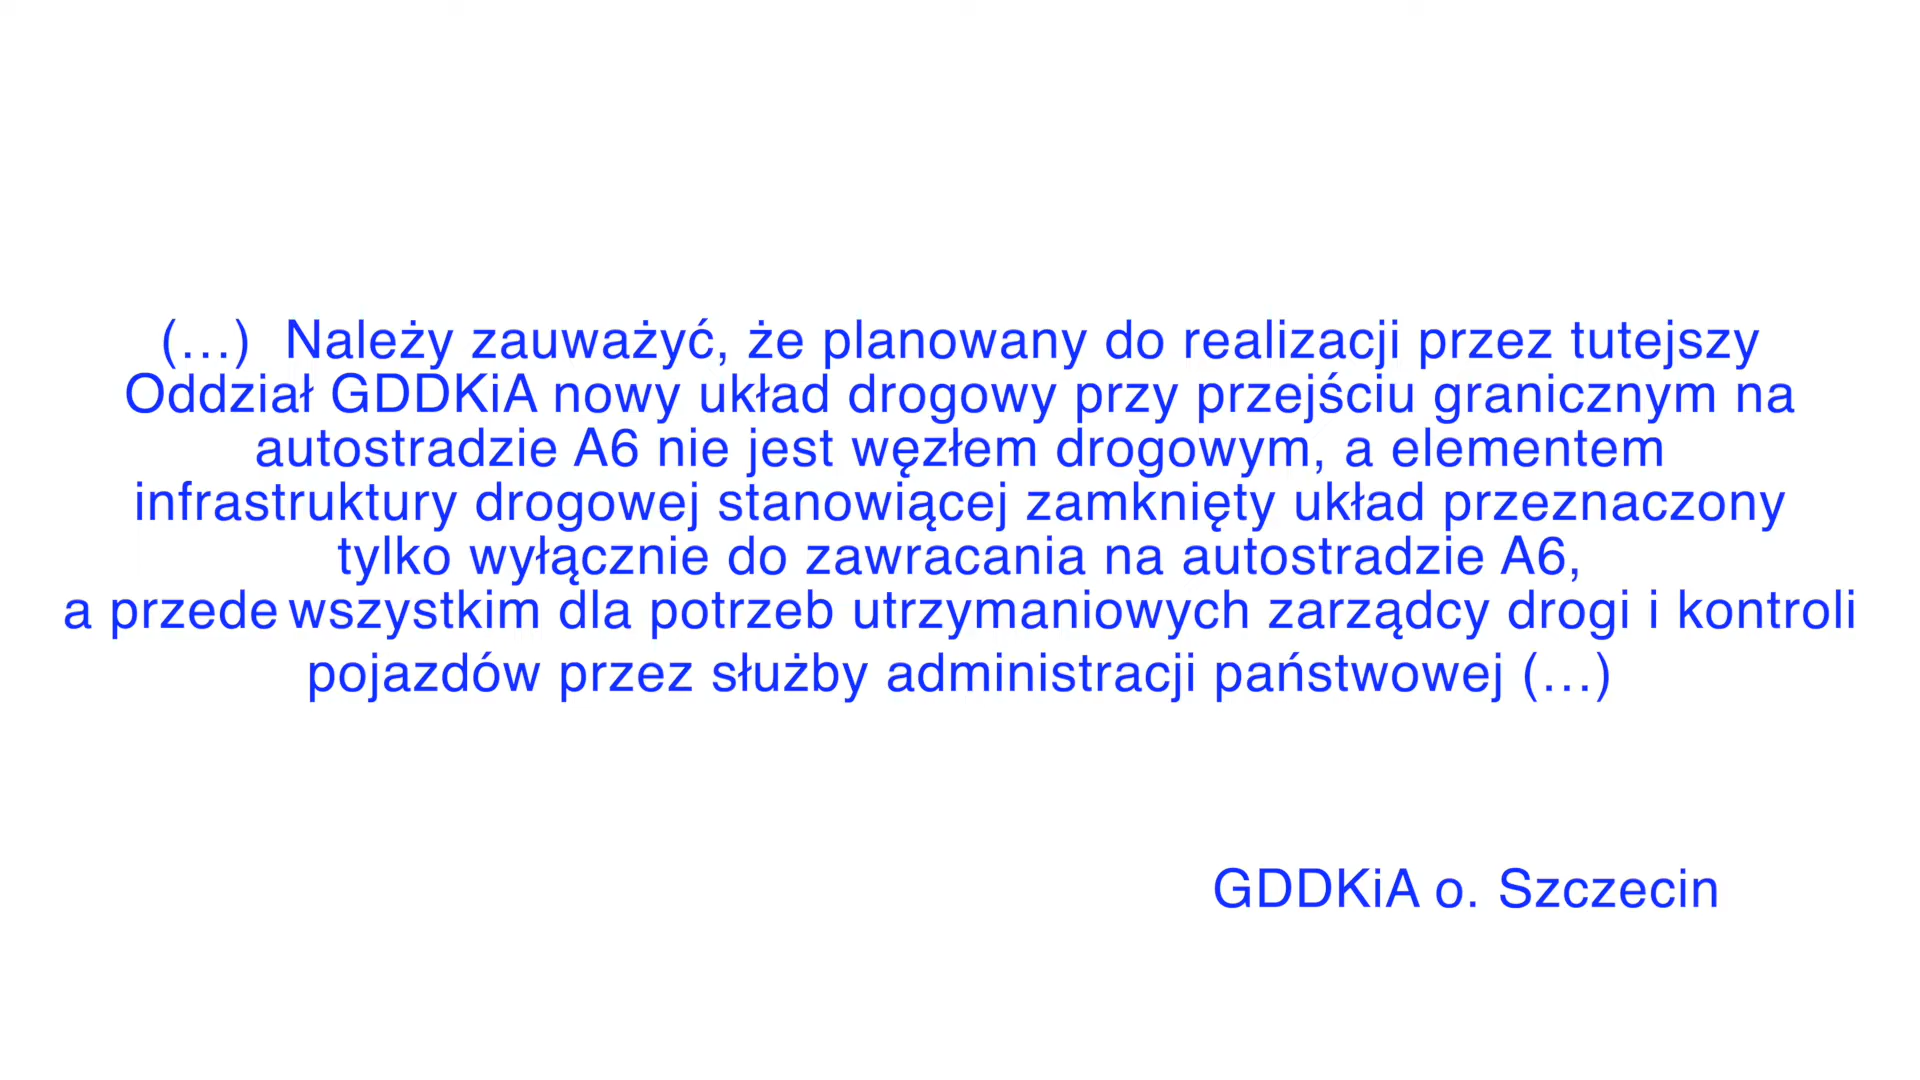 (...) Należy zauważyć, że planowany do realizacji przez tutejszy
Oddział GDDKiA nowy układ drogowy przy przejściu granicznym na
autostradzie A6 nie jest węzłem drogowym, a elementem
infrastruktury drogowej stanowiącej zamknięty układ przeznaczony
tylko wyłącznie do zawracania na autostradzie A6,
a przede wszystkim dla potrzeb utrzymaniowych zarządcy drogi i kontroli
pojazdów przez służby administracji państwowej (...)
GDDKiA o. Szczecin